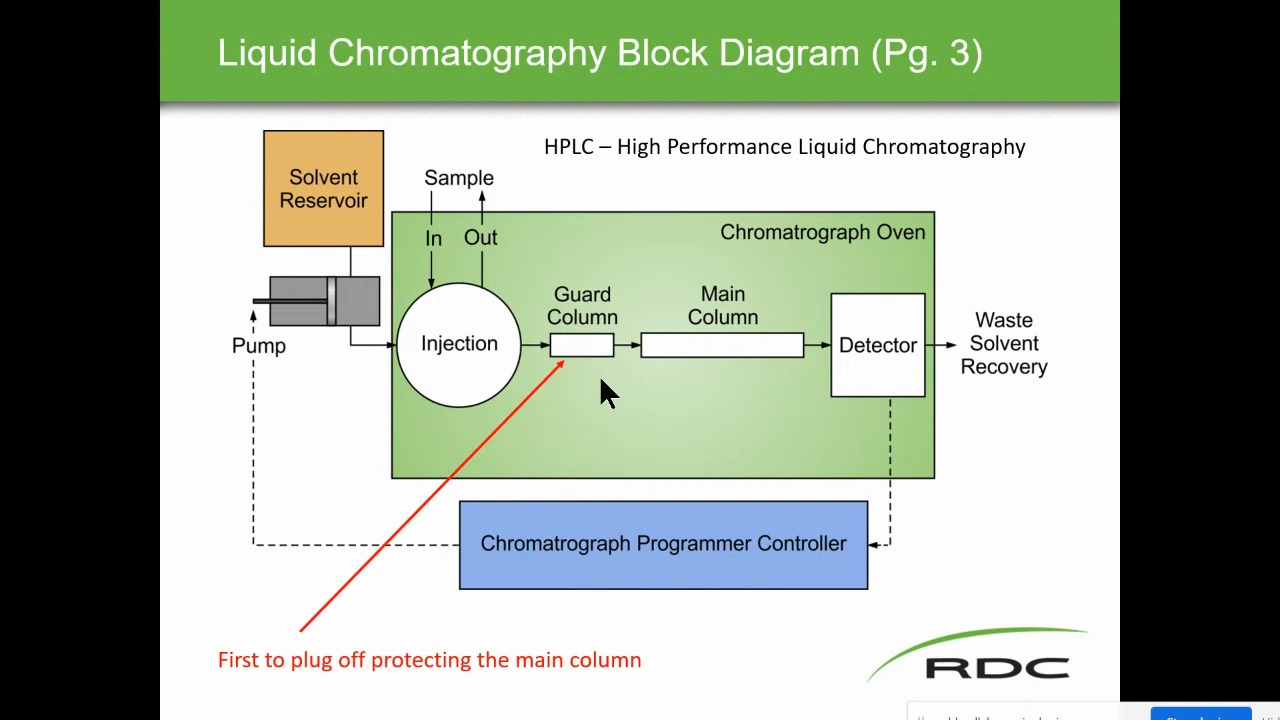 Liquid Chromatography Block Diagram (Pg. 3)
HPLC – High Performance Liquid Chromatography
Solvent
Reservoir
Sample
In Out
Chromatrograph Oven
Pump
Injection
Guard
Column
Main
Column
Detector
Waste
Solvent
Recovery
Chromatrograph Programmer Controller
First to plug off protecting the main column
RDC